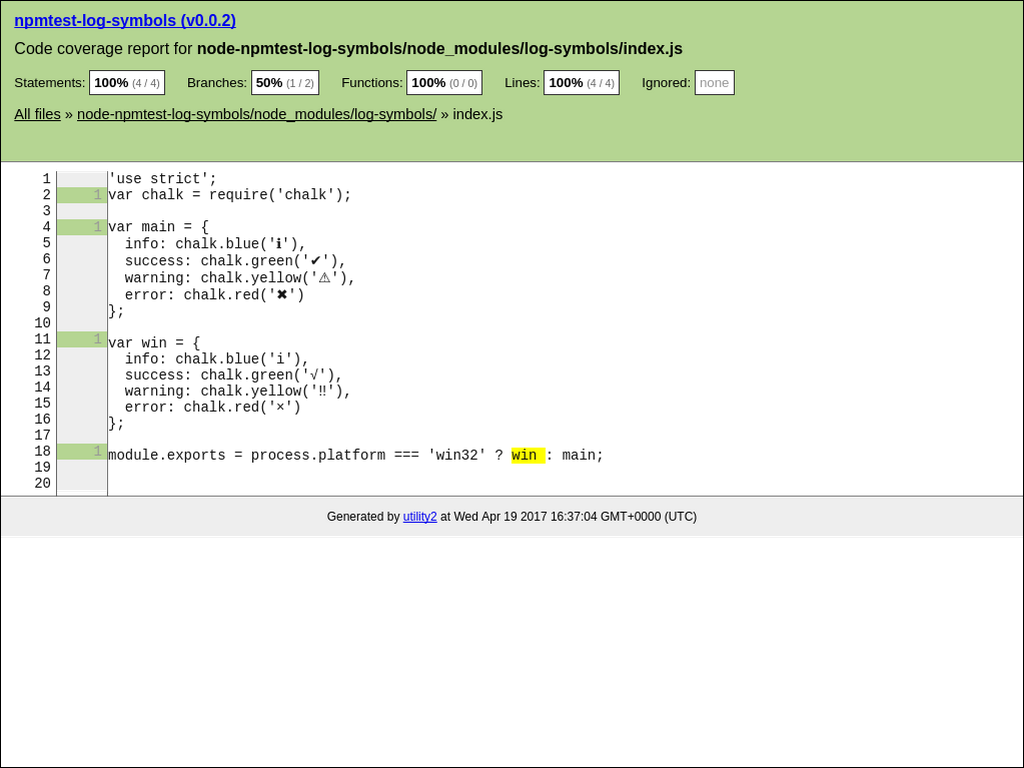 npmtest-log-symbols (v0.0.2)
Code coverage report for node-npmtest-log-symbols/node_modules/log-symbols/index.js
Statements: 100% (4 / 4) Branches: 50% (1 / 2) Functions: 100% (0 / 0) Lines: 100% (4 / 4) Ignored: none
All files » node-npmtest-log-symbols/node_modules/log-symbols/ » index.js
1 'use strict';
2 1 var chalk = require('chalk');
3
4 1 var main = {
5   info: chalk.blue('ℹ'),
6   success: chalk.green('✔'),
7   warning: chalk.yellow('⚠'),
8   error: chalk.red('✖')
9 };
10
11 1 var win = {
12   info: chalk.blue('i'),
13   success: chalk.green('√'),
14   warning: chalk.yellow('‼'),
15   error: chalk.red('×')
16 };
17
18 1 module.exports = process.platform === 'win32' ? win : main;
19
20
Generated by utility2 at Wed Apr 19 2017 16:37:04 GMT+0000 (UTC)